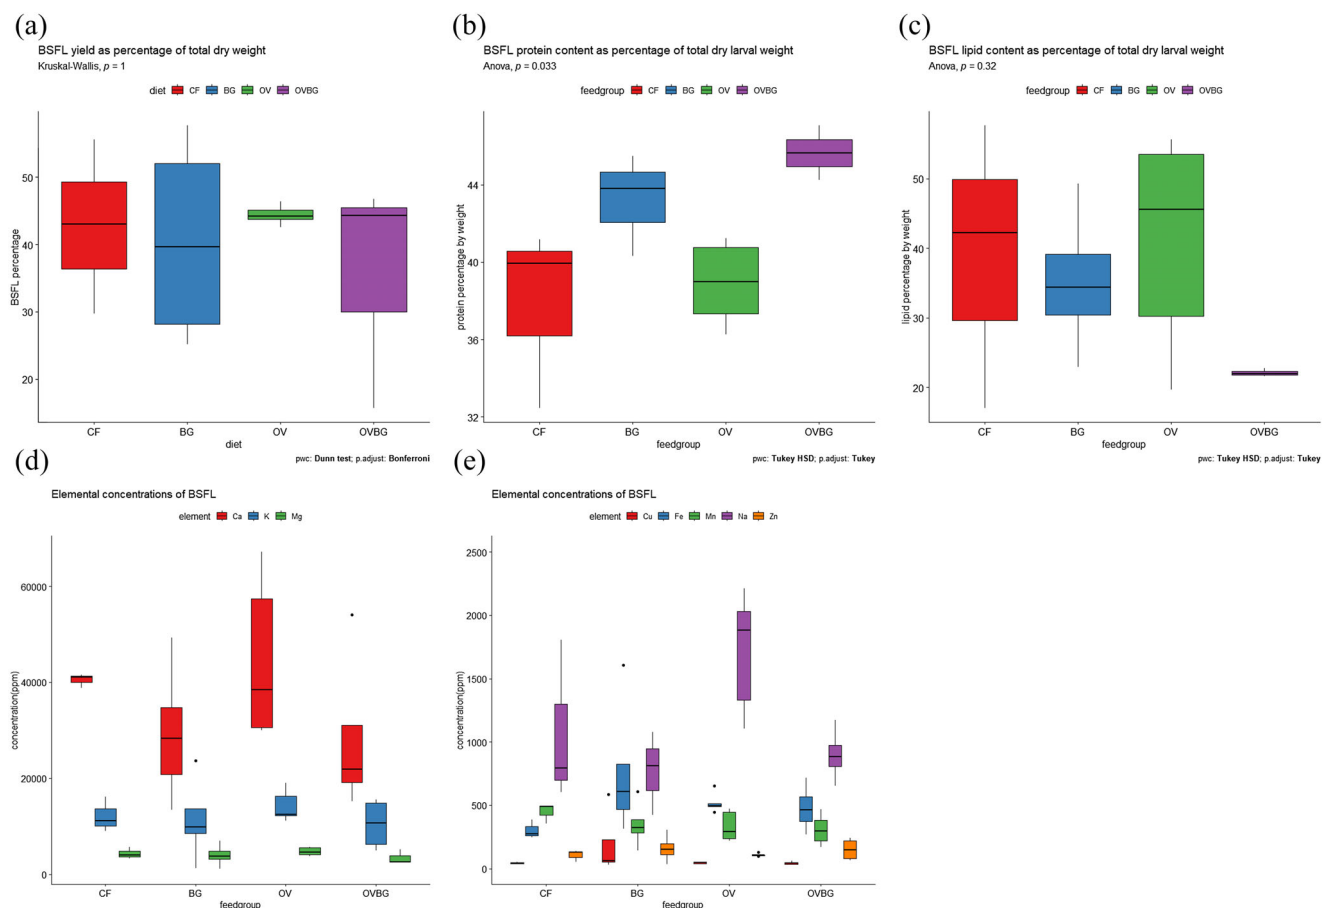 (a)
BSFL yield as percentage of total dry weight
Kruskal-Wallis, p = 1
diet CF BG OV OVBG
BSFL percentage
50
40
30
20
CF BG OV OVBG
diet
pwc: Dunn test; p.adjust: Bonferroni
(b)
BSFL protein content as percentage of total dry larval weight
Anova, p = 0.033
feedgroup CF BG OV OVBG
protein percentage by weight
44
40
36
32
CF BG OV OVBG
feedgroup
pwc: Tukey HSD; p.adjust: Tukey
(c)
BSFL lipid content as percentage of total dry larval weight
Anova, p = 0.32
feedgroup CF BG OV OVBG
lipid percentage by weight
50
40
30
20
CF BG OV OVBG
feedgroup
pwc: Tukey HSD; p.adjust: Tukey
(d)
Elemental concentrations of BSFL
element Ca K Mg
concentration(ppm)
60000
40000
20000
0
CF BG OV OVBG
feedgroup
(e)
Elemental concentrations of BSFL
element Cu Fe Mn Na Zn
concentration(ppm)
2500
2000
1500
1000
500
0
CF BG OV OVBG
feedgroup